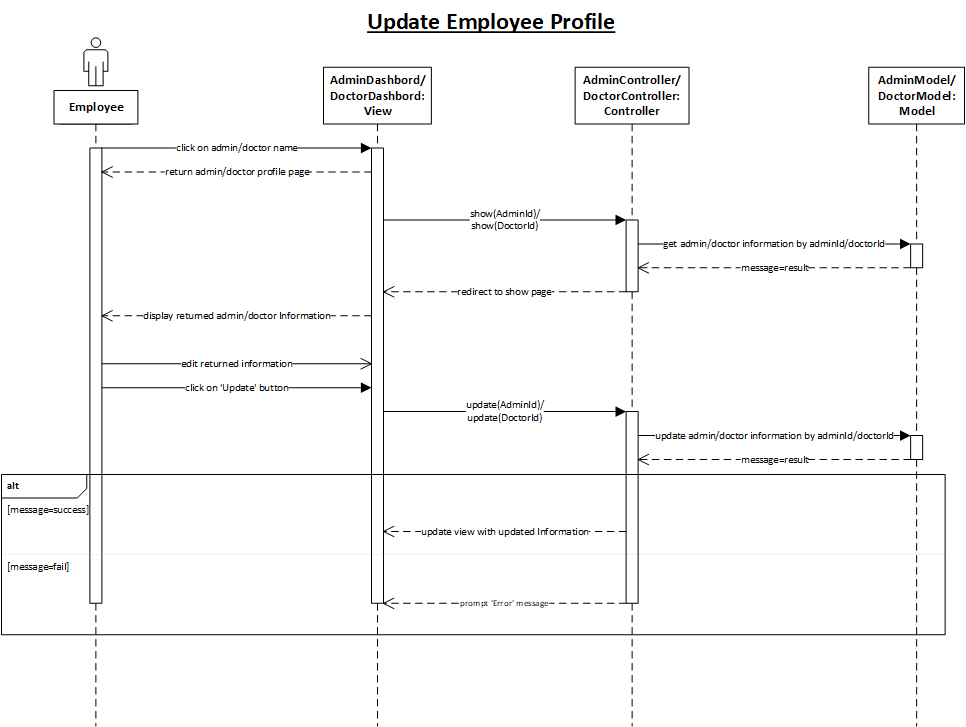 Update Employee Profile
Employee
AdminDashbord/
DoctorDashbord:
View
AdminController/
DoctorController:
Controller
AdminModel/
DoctorModel:
Model
click on admin/doctor name
return admin/doctor profile page
show(AdminId)/
show(DoctorId)
get admin/doctor information by adminId/doctorId
message=result
redirect to show page
display returned admin/doctor Information
edit returned information
click on 'Update' button
update(AdminId)/
update(DoctorId)
update admin/doctor information by adminId/doctorId
message=result
alt
[message=success]
update view with updated Information
[message=fail]
prompt 'Error' message